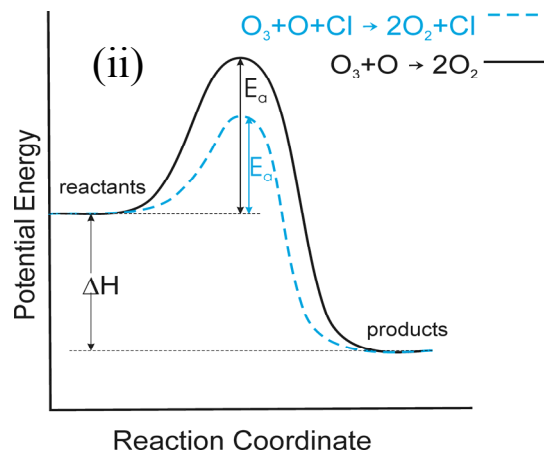 O₃+O+Cl → 2O₂+Cl
(ii)
O₃+O → 2O₂
Eₐ
reactants
Eₐ
ΔH
products
Potential Energy
Reaction Coordinate